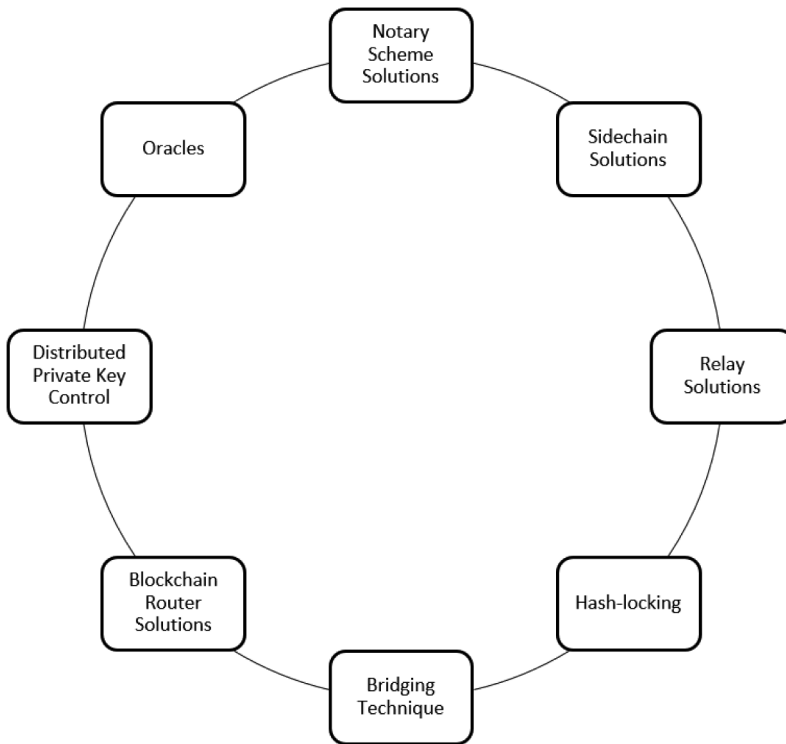 Notary
Scheme
Solutions
Sidechain
Solutions
Relay
Solutions
Hash-locking
Bridging
Technique
Blockchain
Router
Solutions
Distributed
Private Key
Control
Oracles